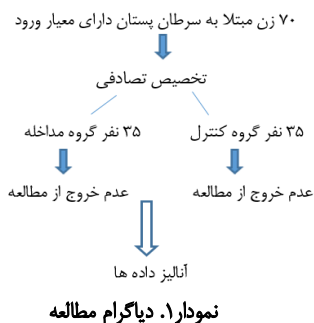 ۷۰ زن مبتلا به سرطان پستان دارای معیار ورود
تخصیص تصادفی
۳۵ نفر گروه کنترل
۳۵ نفر گروه مداخله
عدم خروج از مطالعه
عدم خروج از مطالعه
آنالیز داده ها
نمودار۱. دیاگرام مطالعه